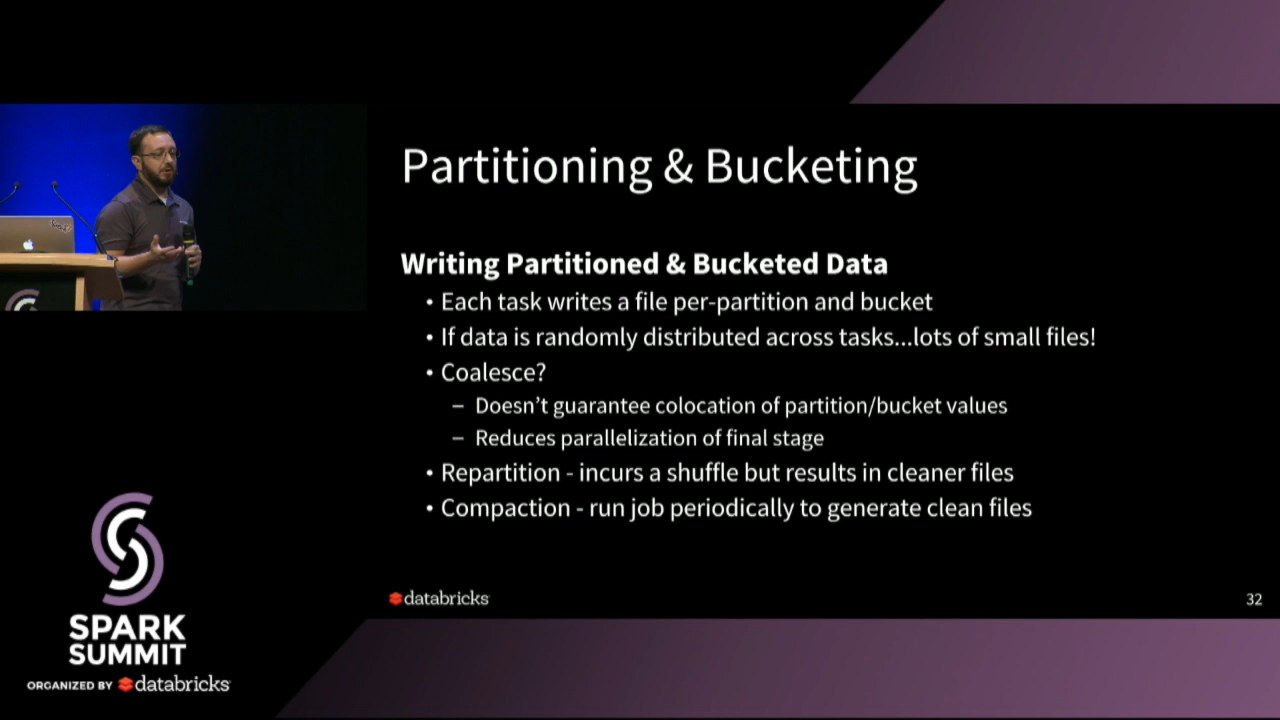 Partitioning & Bucketing
Writing Partitioned & Bucketed Data
• Each task writes a file per-partition and bucket
• If data is randomly distributed across tasks...lots of small files!
• Coalesce?
– Doesn't guarantee colocation of partition/bucket values
– Reduces parallelization of final stage
• Repartition - incurs a shuffle but results in cleaner files
• Compaction - run job periodically to generate clean files
databricks
32
SPARK
SUMMIT
ORGANIZED BY databricks